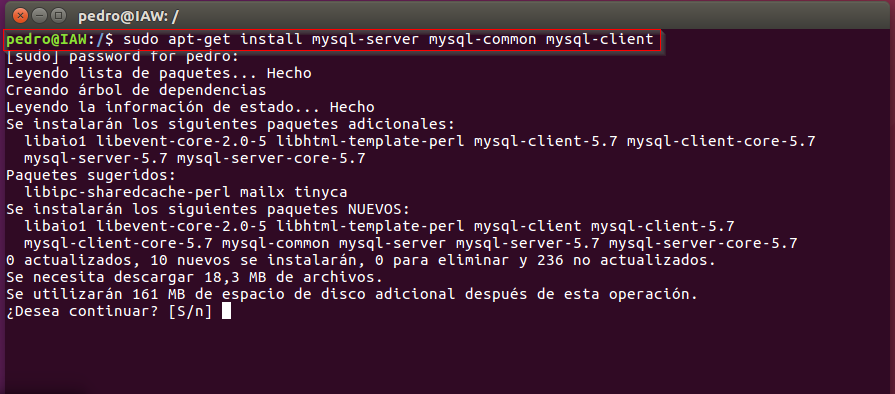 pedro@IAW: /
pedro@IAW:/$ sudo apt-get install mysql-server mysql-common mysql-client
[sudo] password for pedro:
Leyendo lista de paquetes... Hecho
Creando árbol de dependencias
Leyendo la información de estado... Hecho
Se instalarán los siguientes paquetes adicionales:
  libaio1 libevent-core-2.0-5 libhtml-template-perl mysql-client-5.7 mysql-client-core-5.7
  mysql-server-5.7 mysql-server-core-5.7
Paquetes sugeridos:
  libipc-sharedcache-perl mailx tinyca
Se instalarán los siguientes paquetes NUEVOS:
  libaio1 libevent-core-2.0-5 libhtml-template-perl mysql-client mysql-client-5.7
  mysql-client-core-5.7 mysql-common mysql-server mysql-server-5.7 mysql-server-core-5.7
0 actualizados, 10 nuevos se instalarán, 0 para eliminar y 236 no actualizados.
Se necesita descargar 18,3 MB de archivos.
Se utilizarán 161 MB de espacio de disco adicional después de esta operación.
¿Desea continuar? [S/n]